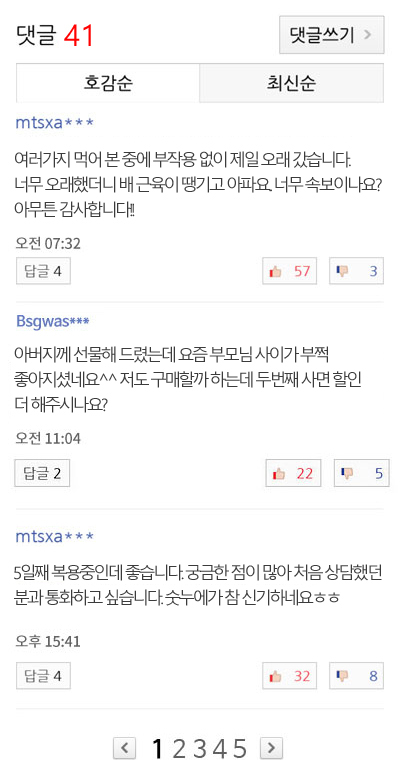 댓글 41
댓글쓰기 >
호감순 최신순
mtsxa***
여러가지 먹어 본 중에 부작용 없이 제일 오래 갔습니다.
너무 오래했더니 배 근육이 땡기고 아파요. 너무 속보이나요?
아무튼 감사합니다!!
오전 07:32
답글 4 57 3
Bsgwas***
아버지께 선물해 드렸는데 요즘 부모님 사이가 부쩍
좋아지셨네요^^ 저도 구매할까 하는데 두번째 사면 할인
더 해주시나요?
오전 11:04
답글 2 22 5
mtsxa***
5일째 복용중인데 좋습니다. 궁금한 점이 많아 처음 상담했던
분과 통화하고 싶습니다. 숫누에가 참 신기하네요ㅎㅎ
오후 15:41
답글 4 32 8
< 1 2 3 4 5 >